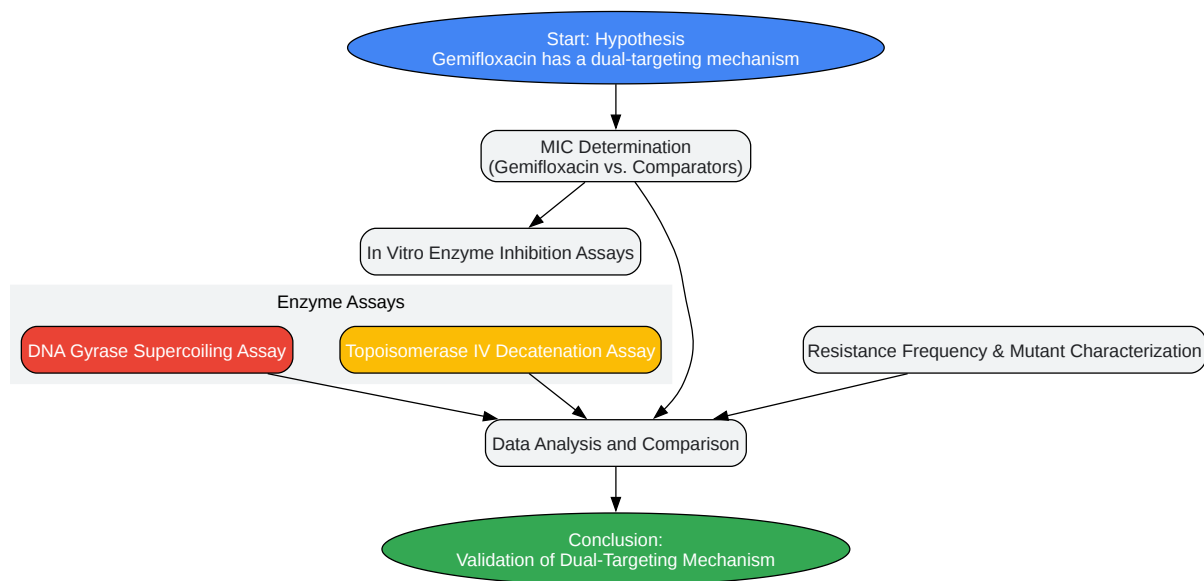 Start: Hypothesis
Gemifloxacin has a dual-targeting mechanism
MIC Determination
(Gemifloxacin vs. Comparators)
In Vitro Enzyme Inhibition Assays
Enzyme Assays
DNA Gyrase Supercoiling Assay
Topoisomerase IV Decatenation Assay
Resistance Frequency & Mutant Characterization
Data Analysis and Comparison
Conclusion:
Validation of Dual-Targeting Mechanism